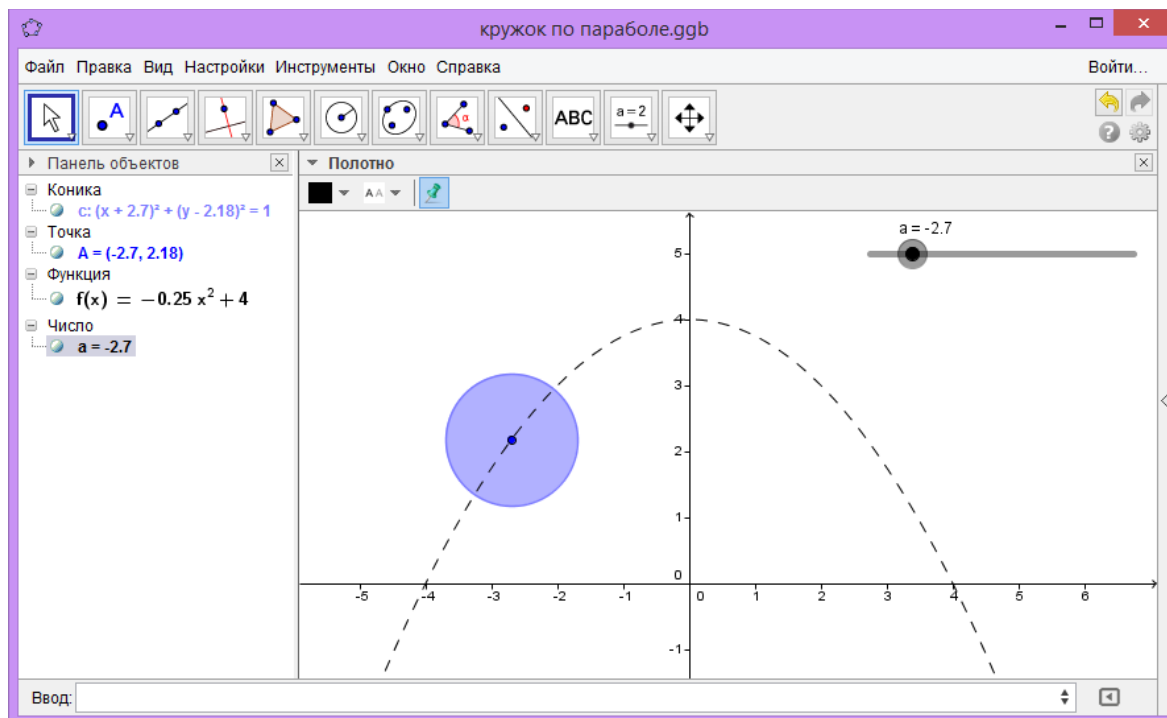 кружок по параболе.ggb
Файл Правка Вид Настройки Инструменты Окно Справка Войти...
A α ABC a = 2
Панель объектов
Полотно
Коника
c: (x + 2.7)² + (y - 2.18)² = 1
Точка
A = (-2.7, 2.18)
Функция
f(x) = −0.25 x² + 4
Число
a = -2.7
A A
a = -2.7
5
4
3
2
1
0
-5 -4 -3 -2 -1 0 1 2 3 4 5 6
-1
Ввод: